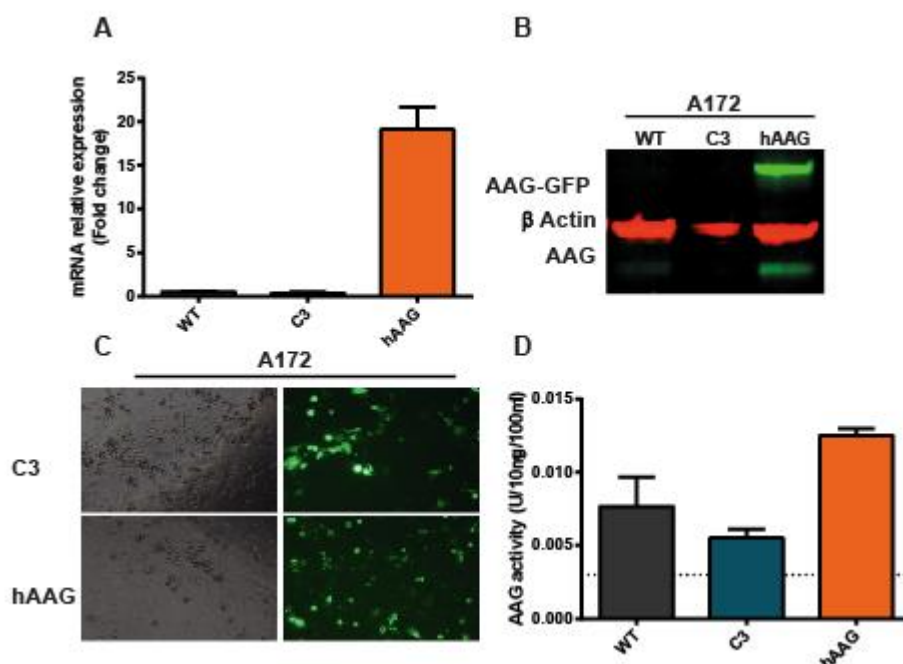 A
mRNA relative expression
(Fold change)
25
20
15
10
5
0
WT
C3
hAAG
B
A172
WT C3 hAAG
AAG-GFP
β Actin
AAG
C
A172
C3
hAAG
D
AAG activity (U/10ng/100ml)
0.015
0.010
0.005
0.000
WT
C3
hAAG